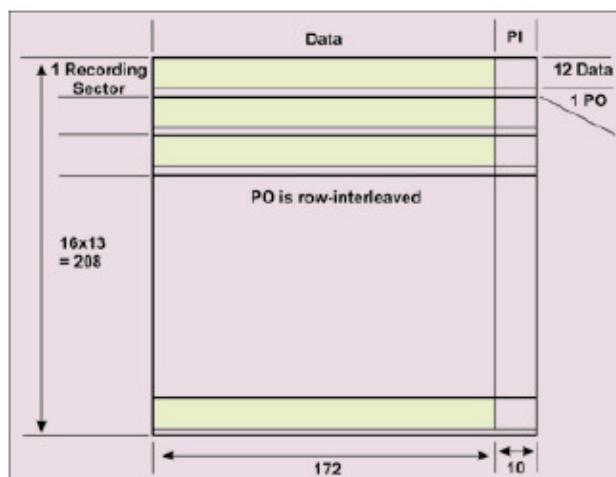 Data PI
1 Recording
Sector
12 Data
1 PO
PO is row-interleaved
16x13
= 208
172 10